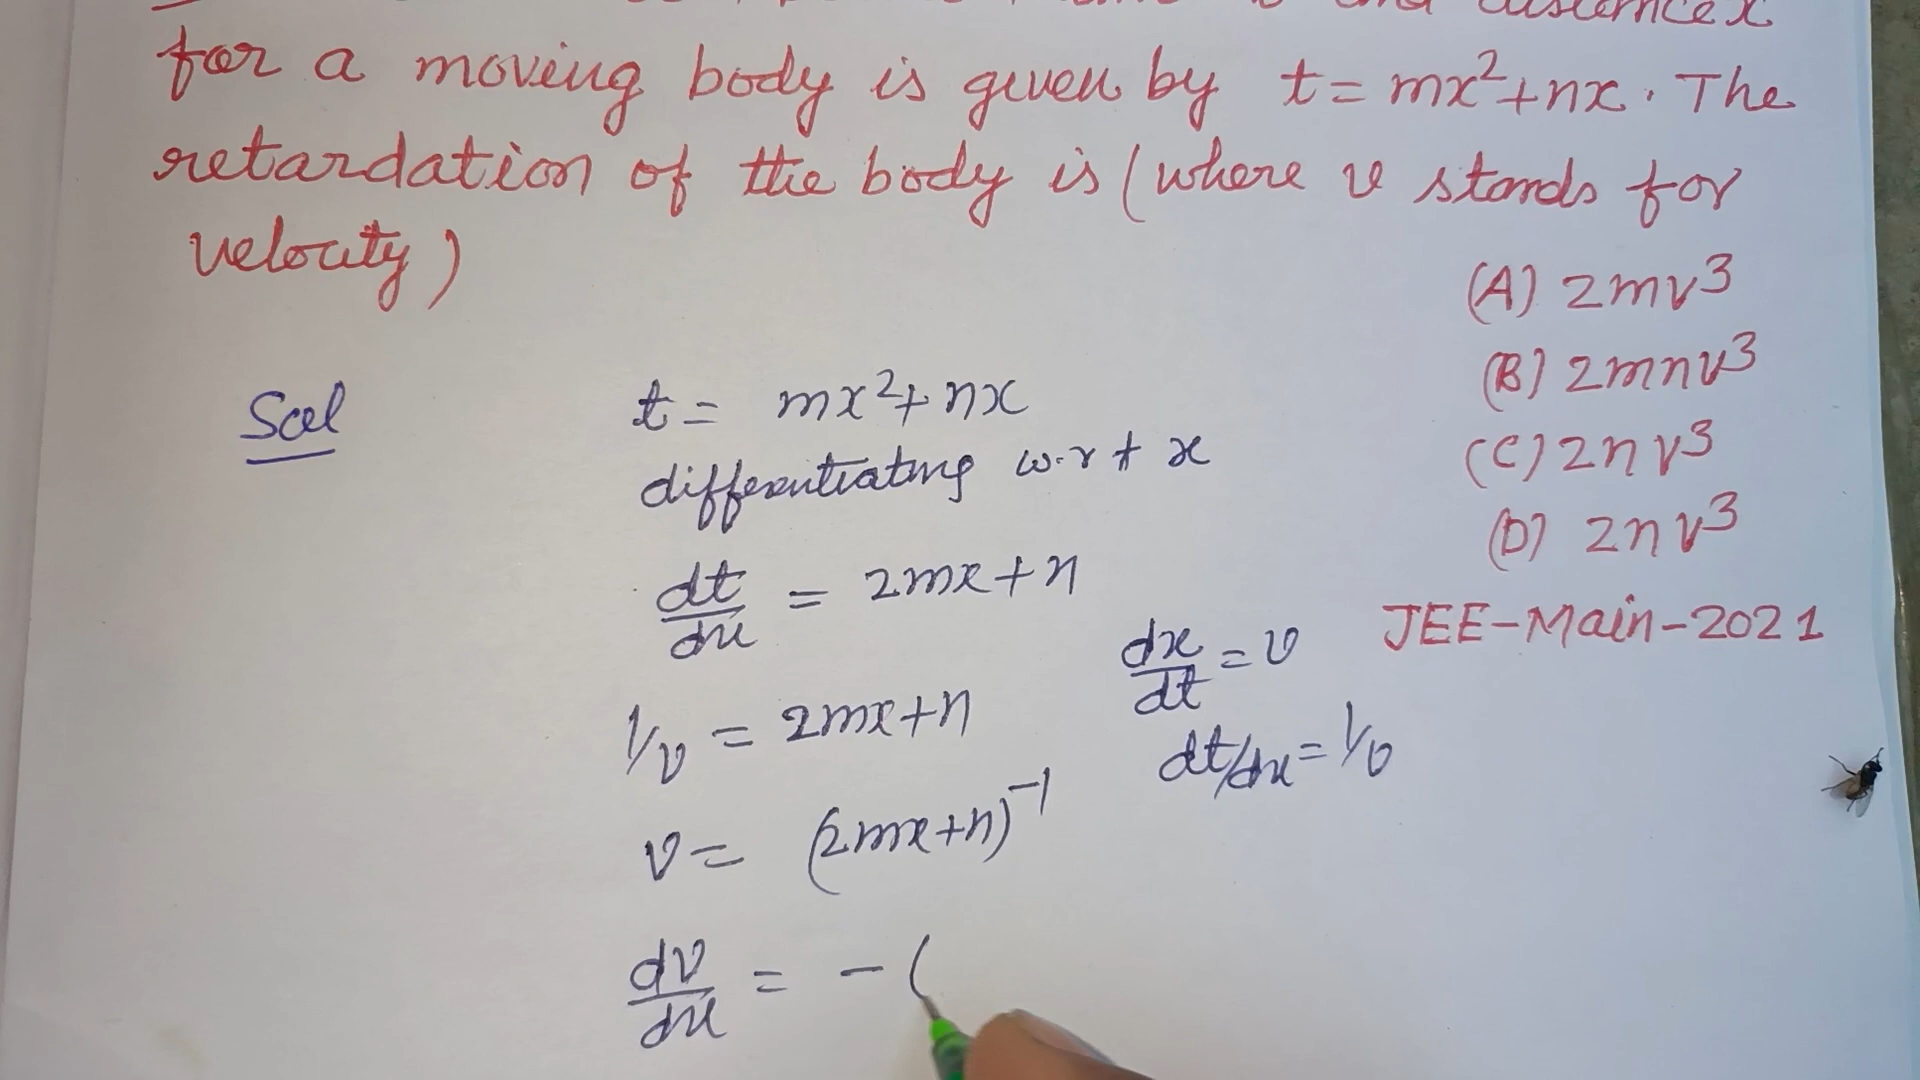 for a moving body is given by t = mx²+nx. The
retardation of the body is (where v stands for
velocity)
(A) 2mv³
(B) 2mnv³
(C) 2nv³
(D) 2nv³
JEE-Main-2021
Sol
t = mx²+nx
differentiating w.r.t x
dt/dx = 2mx+n
dx/dt = v
1/v = 2mx+n
dt/dx = 1/v
v = (2mx+n)⁻¹
dv/dx = - (